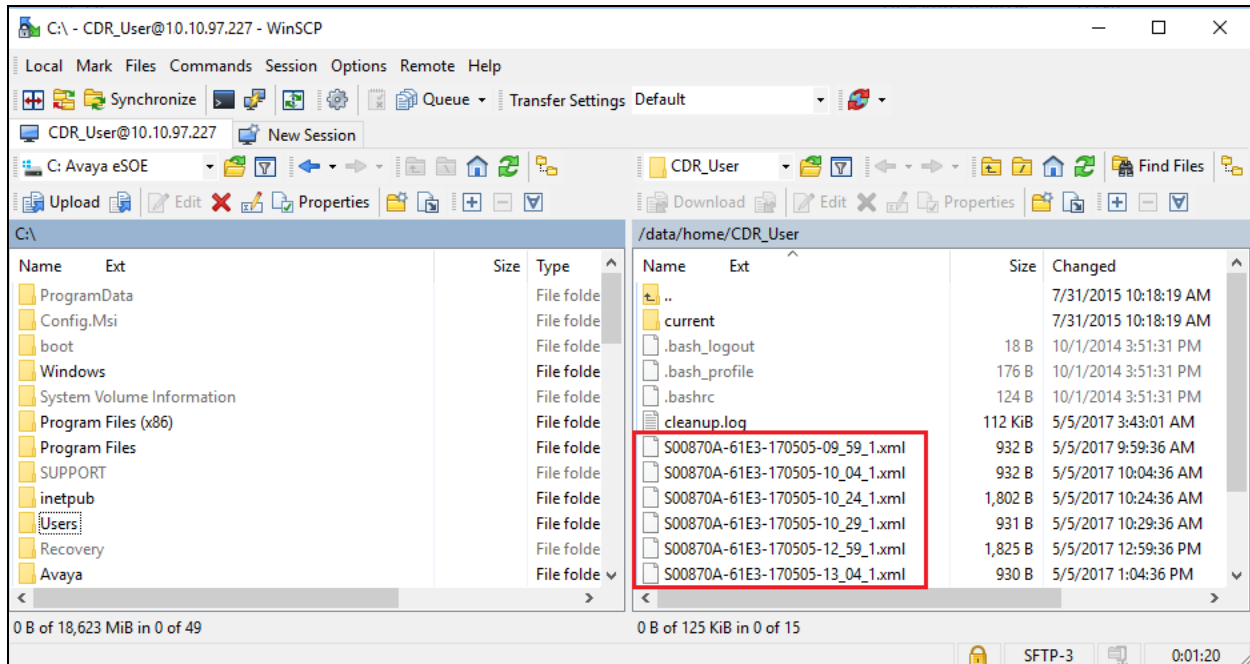 C:\ - CDR_User@10.10.97.227 - WinSCP
Local Mark Files Commands Session Options Remote Help
Synchronize Queue Transfer Settings Default
CDR_User@10.10.97.227 New Session
C: Avaya eSOE CDR_User Find Files
Upload Edit Properties Download Edit Properties
C:\ /data/home/CDR_User
Name Ext Size Type Name Ext Size Changed
ProgramData File folde .. 7/31/2015 10:18:19 AM
Config.Msi File folde current 7/31/2015 10:18:19 AM
boot File folde .bash_logout 18 B 10/1/2014 3:51:31 PM
Windows File folde .bash_profile 176 B 10/1/2014 3:51:31 PM
System Volume Information File folde .bashrc 124 B 10/1/2014 3:51:31 PM
Program Files (x86) File folde cleanup.log 112 KiB 5/5/2017 3:43:01 AM
Program Files File folde S00870A-61E3-170505-09_59_1.xml 932 B 5/5/2017 9:59:36 AM
SUPPORT File folde S00870A-61E3-170505-10_04_1.xml 932 B 5/5/2017 10:04:36 AM
inetpub File folde S00870A-61E3-170505-10_24_1.xml 1,802 B 5/5/2017 10:24:36 AM
Users File folde S00870A-61E3-170505-10_29_1.xml 931 B 5/5/2017 10:29:36 AM
Recovery File folde S00870A-61E3-170505-12_59_1.xml 1,825 B 5/5/2017 12:59:36 PM
Avaya File folde S00870A-61E3-170505-13_04_1.xml 930 B 5/5/2017 1:04:36 PM
0 B of 18,623 MiB in 0 of 49 0 B of 125 KiB in 0 of 15
SFTP-3 0:01:20